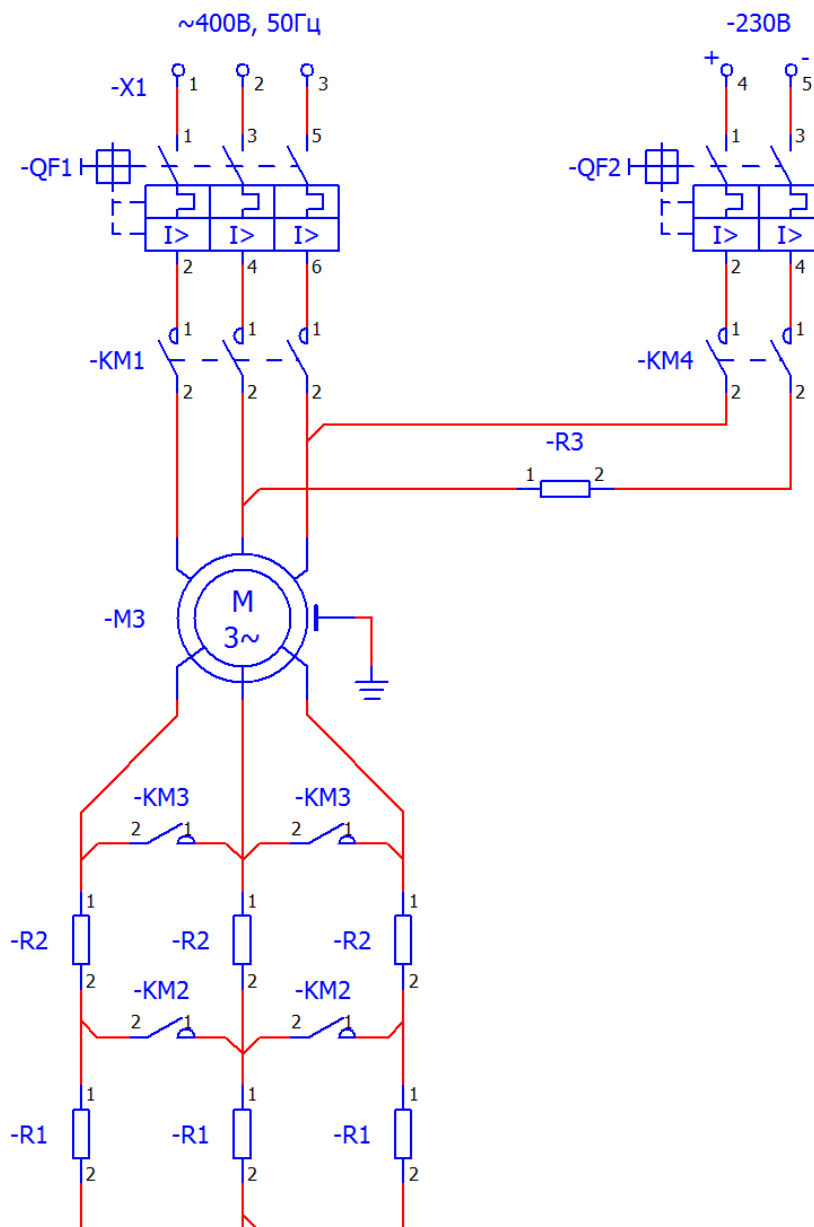 ~400В, 50Гц -230В
+ -
-X1 1 2 3 4 5
1 3 5 1 3
-QF1 -QF2
I> I> I> I> I>
2 4 6 2 4
1 1 1 1 1
-KM1 -KM4
2 2 2 2 2
-R3
1 2
M
-M3
3~
-KM3 -KM3
2 1 2 1
1 1 1
-R2 -R2 -R2
2 2 2
-KM2 -KM2
2 1 2 1
1 1 1
-R1 -R1 -R1
2 2 2